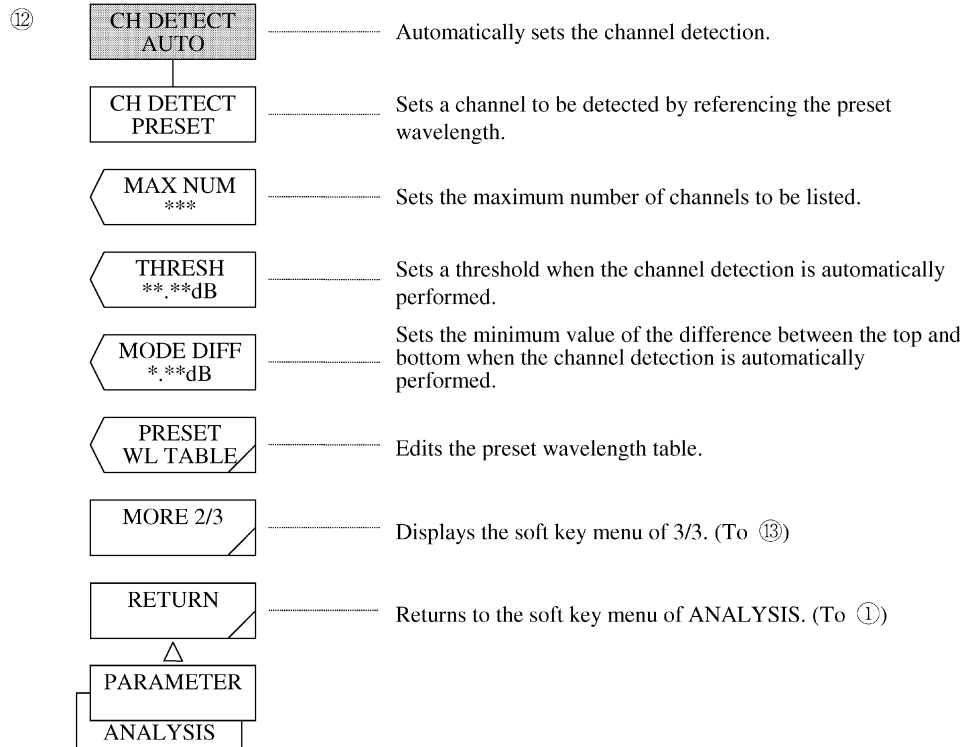 ⑫
CH DETECT
AUTO
Automatically sets the channel detection.
CH DETECT
PRESET
Sets a channel to be detected by referencing the preset
wavelength.
MAX NUM
***
Sets the maximum number of channels to be listed.
THRESH
**.**dB
Sets a threshold when the channel detection is automatically
performed.
MODE DIFF
*.**dB
Sets the minimum value of the difference between the top and
bottom when the channel detection is automatically
performed.
PRESET
WL TABLE
Edits the preset wavelength table.
MORE 2/3
Displays the soft key menu of 3/3. (To ⑬)
RETURN
Returns to the soft key menu of ANALYSIS. (To ①)
PARAMETER
ANALYSIS